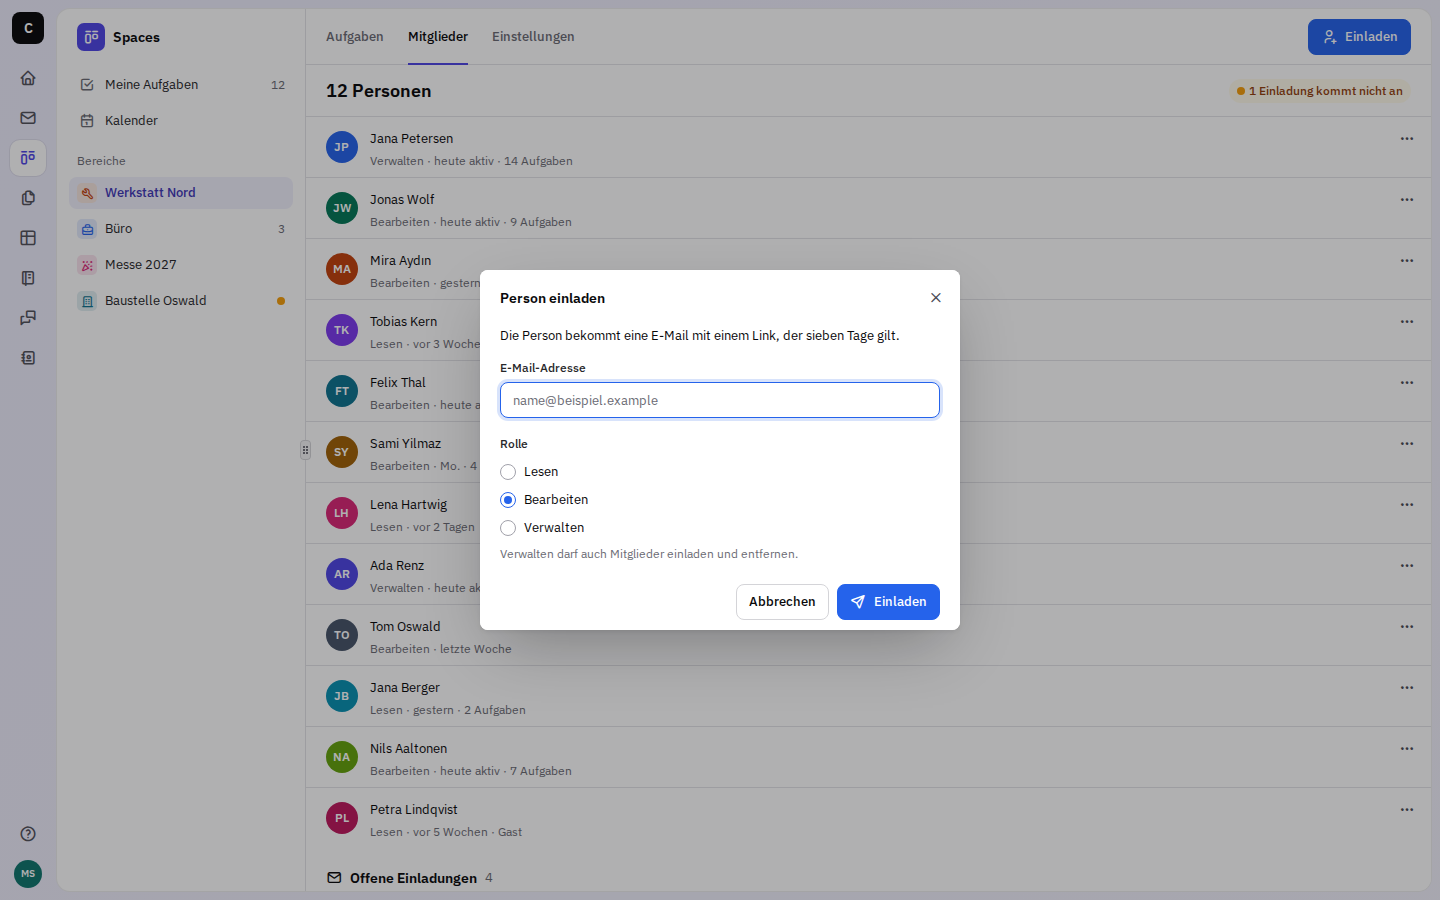 C
Spaces
Meine Aufgaben 12
Kalender
Bereiche
Werkstatt Nord
Büro 3
Messe 2027
Baustelle Oswald
MS
Aufgaben Mitglieder Einstellungen
Einladen
12 Personen
1 Einladung kommt nicht an
JP Jana Petersen
Verwalten · heute aktiv · 14 Aufgaben
JW Jonas Wolf
Bearbeiten · heute aktiv · 9 Aufgaben
MA Mira Aydın
Bearbeiten · gestern
TK Tobias Kern
Lesen · vor 3 Woche
FT Felix Thal
Bearbeiten · heute a
SY Sami Yilmaz
Bearbeiten · Mo. · 4
LH Lena Hartwig
Lesen · vor 2 Tagen
AR Ada Renz
Verwalten · heute ak
TO Tom Oswald
Bearbeiten · letzte Woche
JB Jana Berger
Lesen · gestern · 2 Aufgaben
NA Nils Aaltonen
Bearbeiten · heute aktiv · 7 Aufgaben
PL Petra Lindqvist
Lesen · vor 5 Wochen · Gast
Offene Einladungen 4
Person einladen
Die Person bekommt eine E-Mail mit einem Link, der sieben Tage gilt.
E-Mail-Adresse
name@beispiel.example
Rolle
Lesen
Bearbeiten
Verwalten
Verwalten darf auch Mitglieder einladen und entfernen.
Abbrechen Einladen